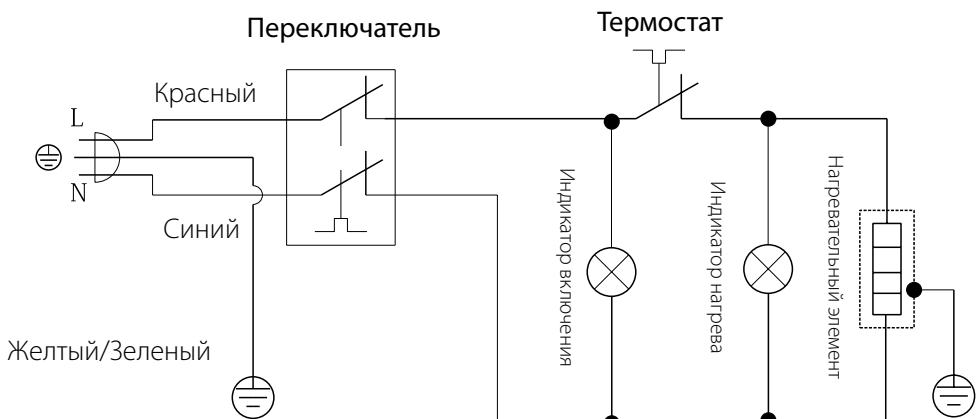 Переключатель
Термостат
Красный
L
N
Синий
Желтый/Зеленый
Индикатор включения
Индикатор нагрева
Нагревательный элемент